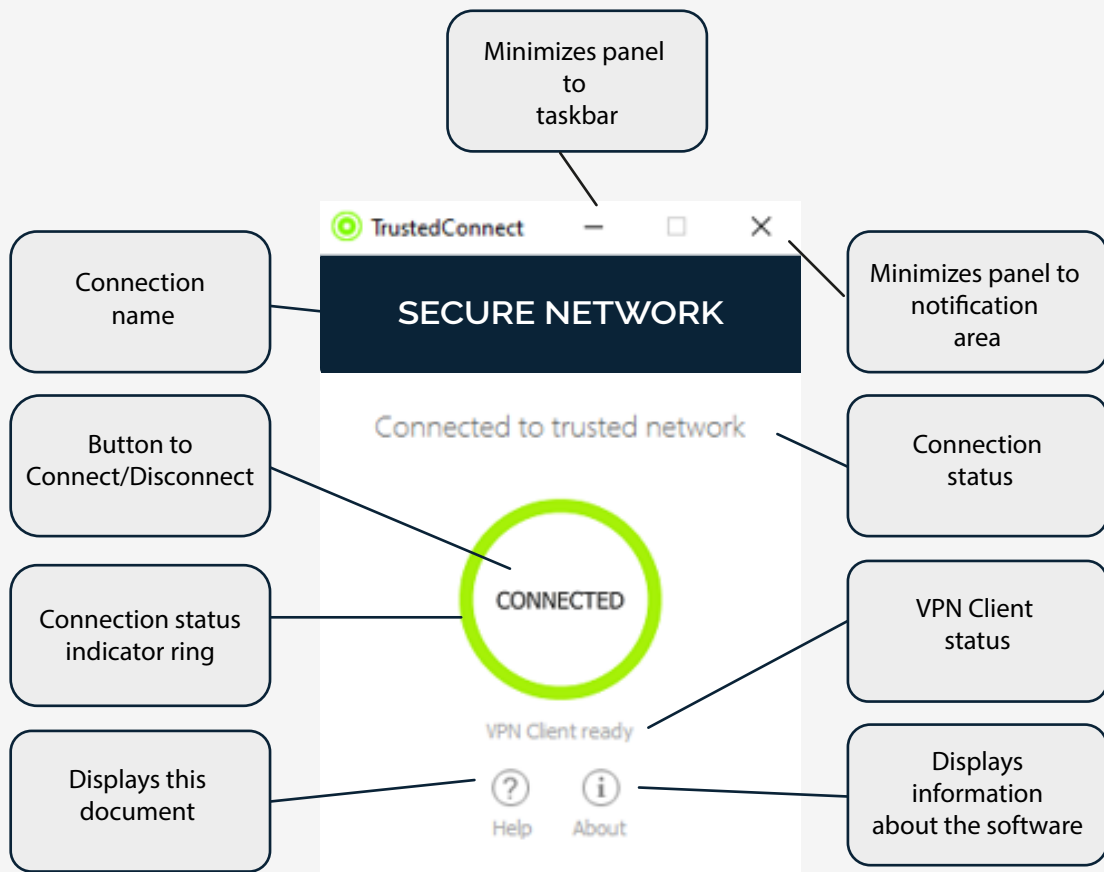 Minimizes panel
to
taskbar
TrustedConnect
Connection
name
SECURE NETWORK
Minimizes panel to
notification
area
Button to
Connect/Disconnect
Connected to trusted network
Connection
status
CONNECTED
Connection status
indicator ring
VPN Client
status
VPN Client ready
Displays this
document
Help
About
Displays
information
about the software